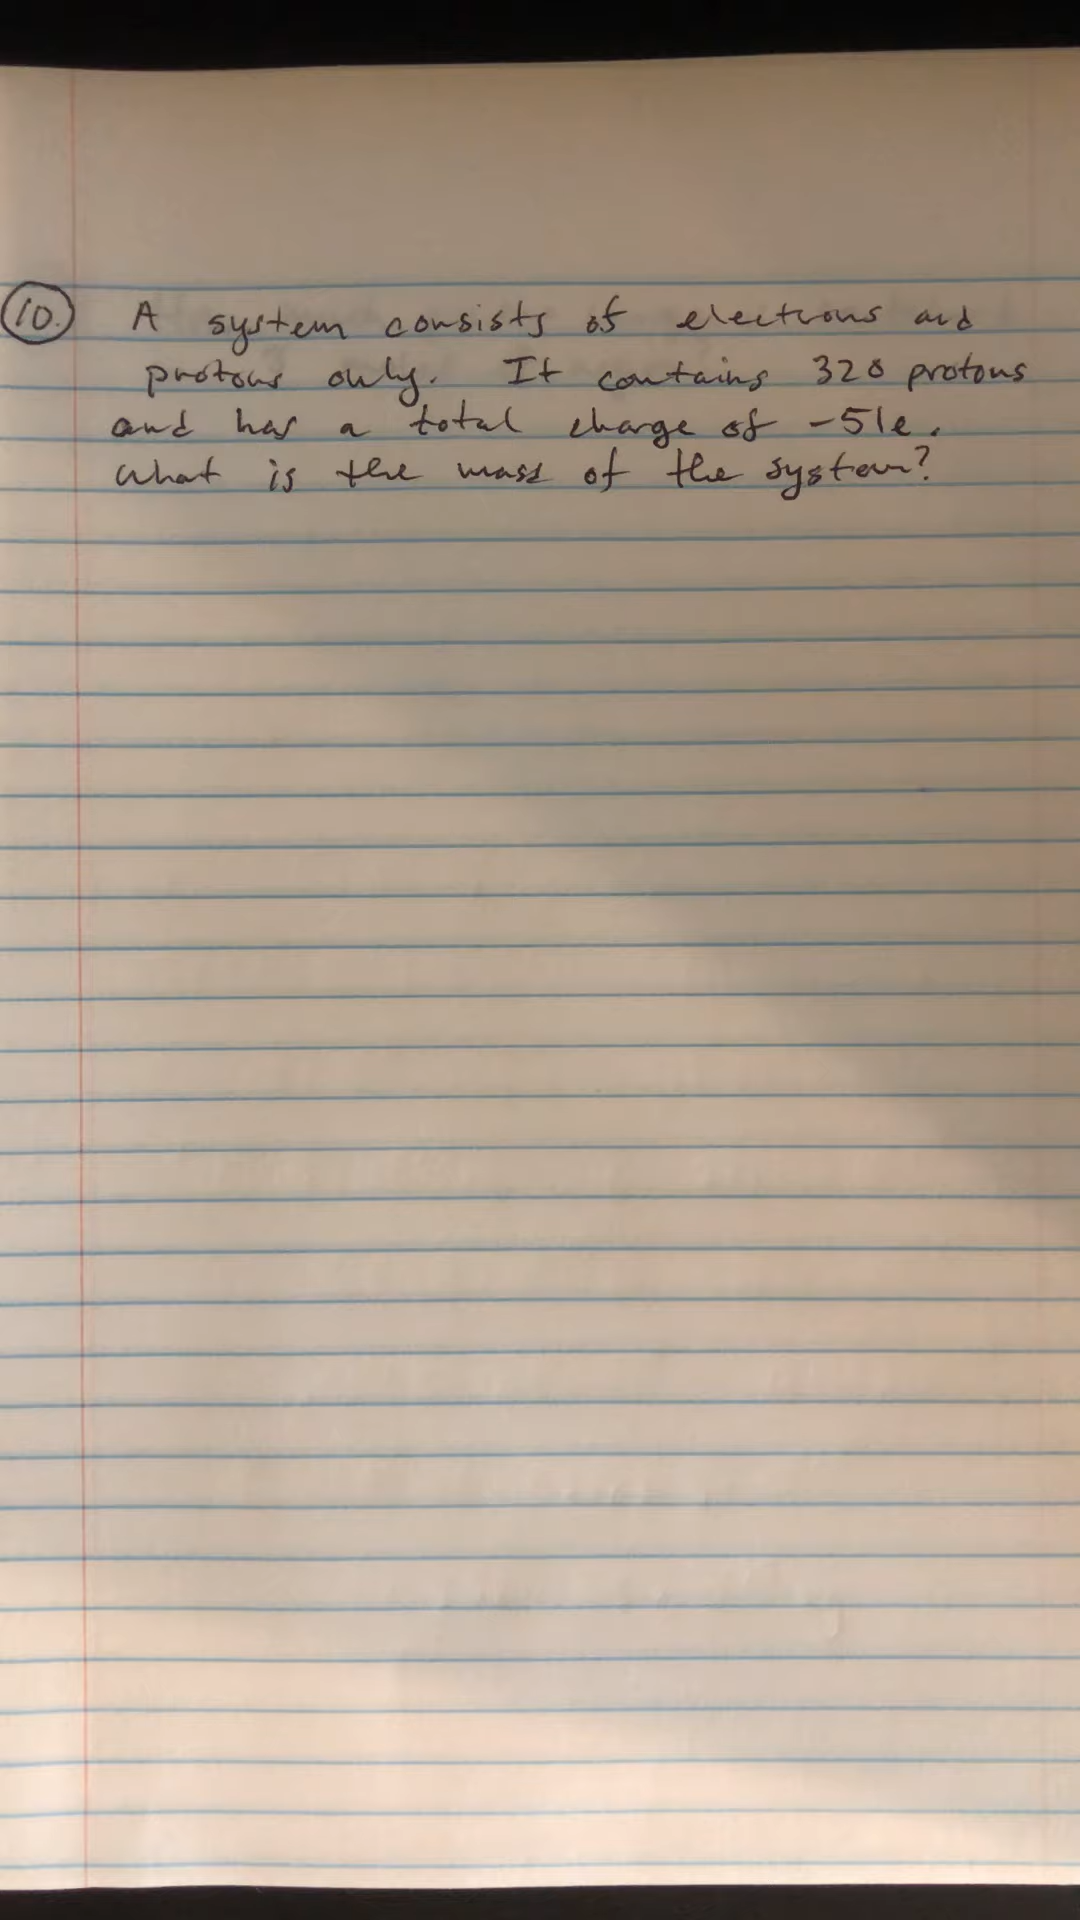 10. A system consists of electrons and
protons only. It contains 320 protons
and has a total charge of -51e.
What is the mass of the system?